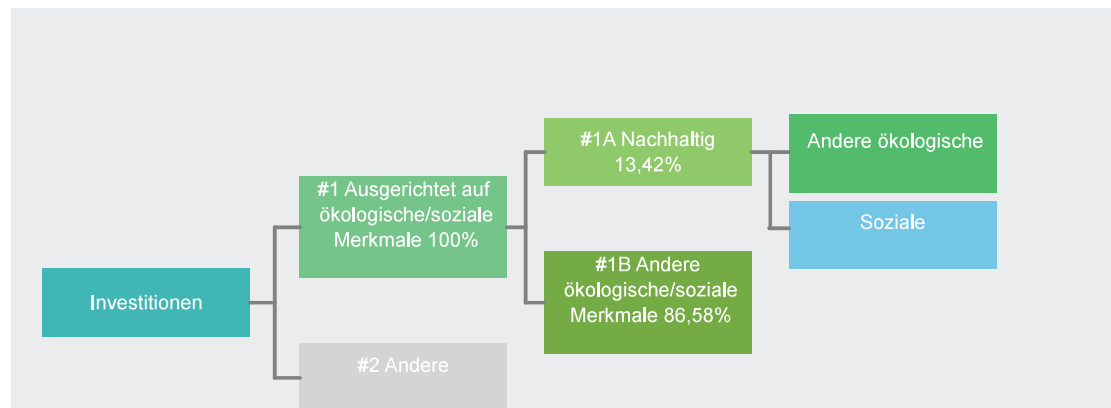 Investitionen
#1 Ausgerichtet auf
ökologische/soziale
Merkmale 100%
#2 Andere
#1A Nachhaltig
13,42%
#1B Andere
ökologische/soziale
Merkmale 86,58%
Andere ökologische
Soziale